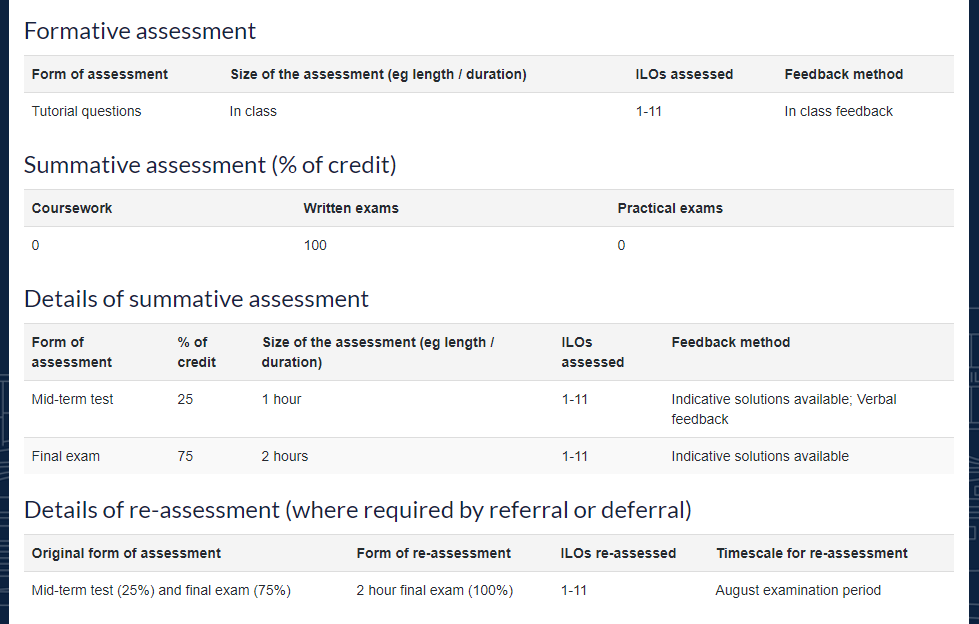 Formative assessment
Form of assessment Size of the assessment (eg length / duration) ILOs assessed Feedback method
Tutorial questions In class 1-11 In class feedback
Summative assessment (% of credit)
Coursework Written exams Practical exams
0 100 0
Details of summative assessment
Form of assessment % of credit Size of the assessment (eg length / duration) ILOs assessed Feedback method
Mid-term test 25 1 hour 1-11 Indicative solutions available; Verbal feedback
Final exam 75 2 hours 1-11 Indicative solutions available
Details of re-assessment (where required by referral or deferral)
Original form of assessment Form of re-assessment ILOs re-assessed Timescale for re-assessment
Mid-term test (25%) and final exam (75%) 2 hour final exam (100%) 1-11 August examination period